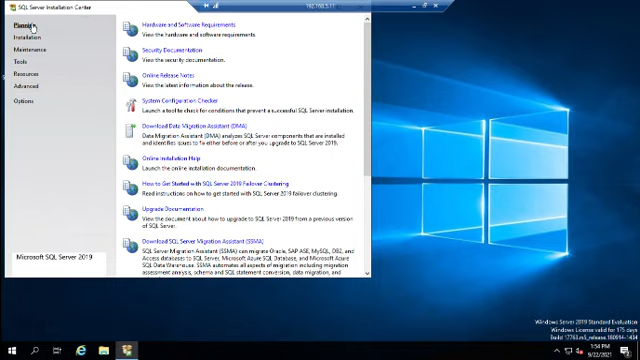 SQL Server Installation Center
192.168.5.11
Planning
Installation
Maintenance
Tools
Resources
Advanced
Options
Microsoft SQL Server 2019
Hardware and Software Requirements
View the hardware and software requirements.
Security Documentation
View the security documentation.
Online Release Notes
View the latest information about the release.
System Configuration Checker
Launch a tool to check for conditions that prevent a successful SQL Server installation.
Download Data Migration Assistant (DMA)
Data Migration Assistant (DMA) analyzes SQL Server components that are installed
and identifies issues to fix either before or after you upgrade to SQL Server 2019.
Online Installation Help
Launch the online installation documentation.
How to Get Started with SQL Server 2019 Failover Clustering
Read instructions on how to get started with SQL Server 2019 failover clustering.
Upgrade Documentation
View the document about how to upgrade to SQL Server 2019 from a previous
version of SQL Server.
Download SQL Server Migration Assistant (SSMA)
SQL Server Migration Assistant (SSMA) can migrate Oracle, SAP ASE, MySQL, DB2, and
Access databases to SQL Server, Microsoft Azure SQL Database, and Microsoft Azure
SQL Data Warehouse. SSMA automates all aspects of migration including migration
assessment analysis, schema and SQL statement conversion, data migration, and
Windows Server 2019 Standard Evaluation
Windows License valid for 175 days
Build 17763.rs5_release.180914-1434
1:54 PM
9/22/2021